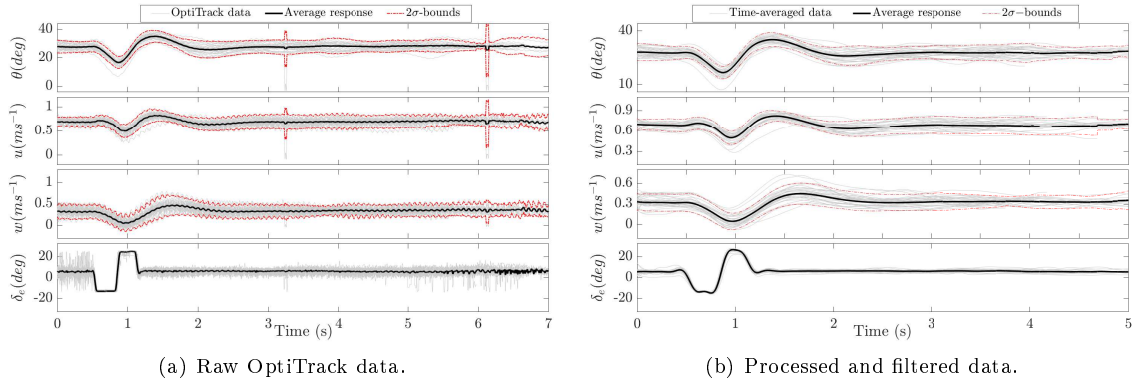 OptiTrack data Average response 2σ-bounds
θ(deg)
40
20
0
u(ms⁻¹)
1
0.5
0
w(ms⁻¹)
1
0.5
0
δₑ(deg)
20
0
-20
0 1 2 3 4 5 6 7
Time (s)
(a) Raw OptiTrack data.
Time-averaged data Average response 2σ−bounds
θ(deg)
40
10
u(ms⁻¹)
0.9
0.6
0.3
w(ms⁻¹)
0.6
0.3
0
δₑ(deg)
20
0
-20
0 1 2 3 4 5
Time (s)
(b) Processed and filtered data.